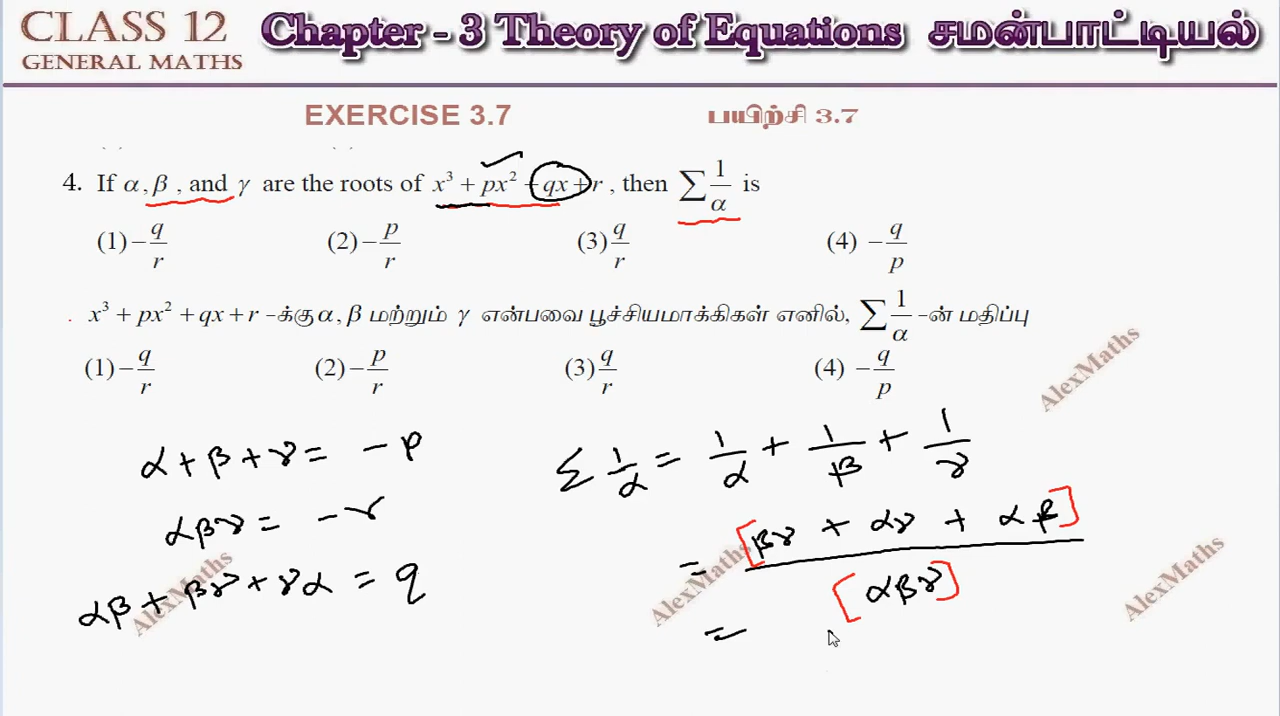 CLASS 12
GENERAL MATHS
Chapter - 3 Theory of Equations சமன்பாட்டியல்
EXERCISE 3.7 பயிற்சி 3.7
4. If α, β , and γ are the roots of x³ + px² + qx + r , then ∑ 1/α is
(1) − q/r (2) − p/r (3) q/r (4) − q/p
x³ + px² + qx + r -க்கு α, β மற்றும் γ என்பவை பூச்சியமாக்கிகள் எனில், ∑ 1/α -ன் மதிப்பு
(1) − q/r (2) − p/r (3) q/r (4) − q/p
α + β + γ = − p
αβγ = − r
αβ + βγ + γα = q
∑ 1/α = 1/α + 1/β + 1/γ
= [βγ + αγ + αβ] / [αβγ]
=
AlexMaths
AlexMaths
AlexMaths
AlexMaths